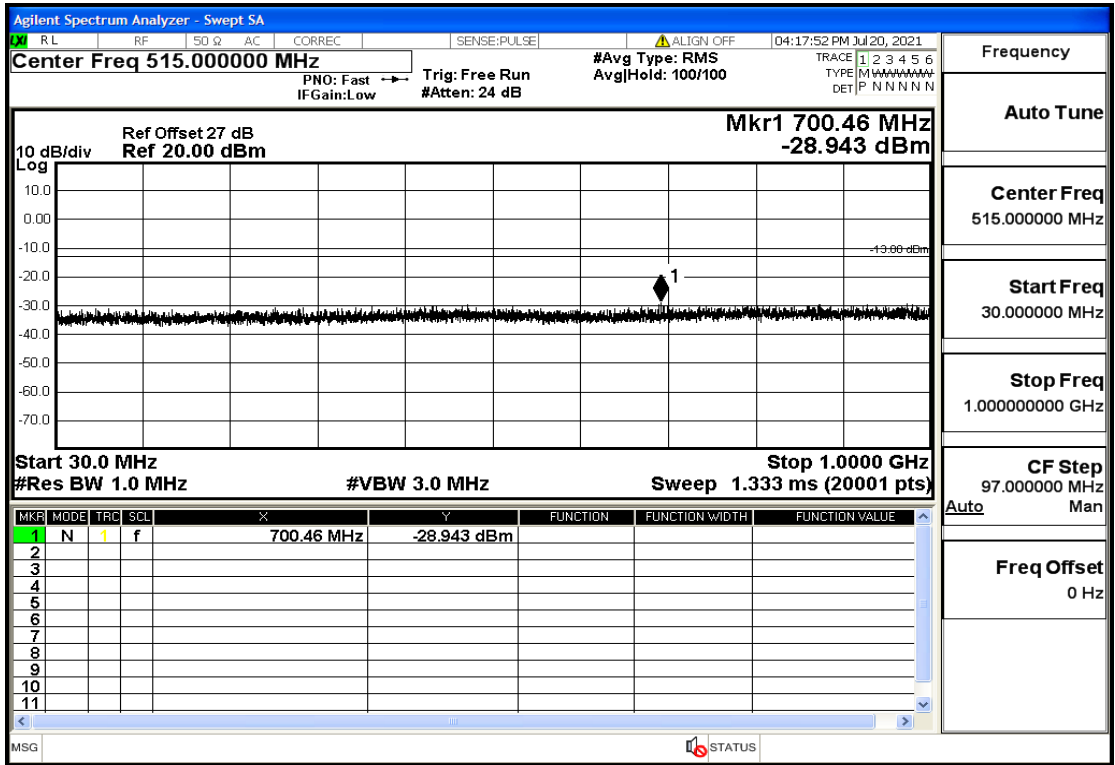 Agilent Spectrum Analyzer - Swept SA
LXI RL RF 50 Ω AC CORREC SENSE:PULSE ALIGN OFF 04:17:52 PM Jul 20, 2021
Center Freq 515.000000 MHz
PNO: Fast
IFGain:Low
Trig: Free Run
#Atten: 24 dB
#Avg Type: RMS
Avg|Hold: 100/100
TRACE 1 2 3 4 5 6
TYPE MWWWWW
DET P N N N N N
Ref Offset 27 dB
10 dB/div Ref 20.00 dBm
Log
Mkr1 700.46 MHz
-28.943 dBm
10.0
0.00
-10.0
-13.00 dBm
-20.0
1
-30.0
-40.0
-50.0
-60.0
-70.0
Start 30.0 MHz Stop 1.0000 GHz
#Res BW 1.0 MHz #VBW 3.0 MHz Sweep 1.333 ms (20001 pts)
MKR MODE TRC SCL X Y FUNCTION FUNCTION WIDTH FUNCTION VALUE
1 N 1 f 700.46 MHz -28.943 dBm
2
3
4
5
6
7
8
9
10
11
MSG STATUS
Frequency
Auto Tune
Center Freq
515.000000 MHz
Start Freq
30.000000 MHz
Stop Freq
1.000000000 GHz
CF Step
97.000000 MHz
Auto Man
Freq Offset
0 Hz